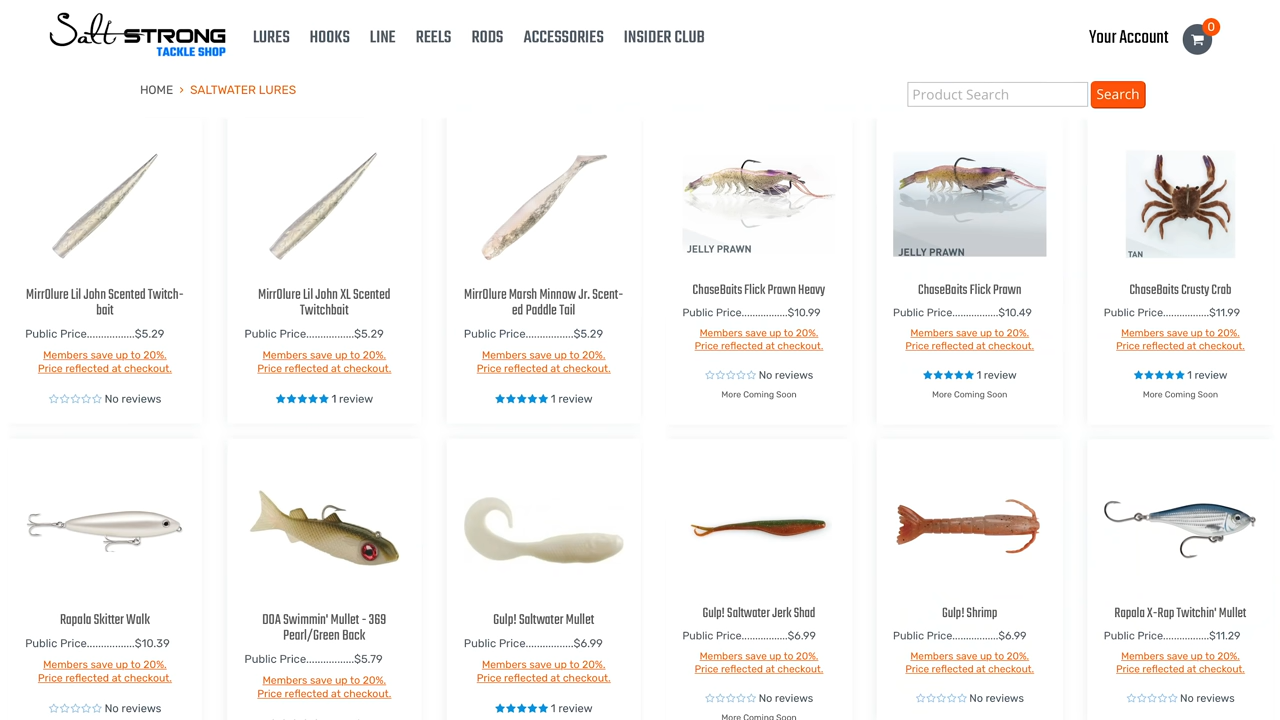 Salt STRONG
TACKLE SHOP
LURES HOOKS LINE REELS RODS ACCESSORIES INSIDER CLUB
Your Account
0
HOME › SALTWATER LURES
Product Search
Search
MirrOlure Lil John Scented Twitch-
bait
Public Price.................$5.29
Members save up to 20%.
Price reflected at checkout.
No reviews
MirrOlure Lil John XL Scented
Twitchbait
Public Price.................$5.29
Members save up to 20%.
Price reflected at checkout.
1 review
MirrOlure Marsh Minnow Jr. Scent-
ed Paddle Tail
Public Price.................$5.29
Members save up to 20%.
Price reflected at checkout.
1 review
JELLY PRAWN
ChaseBaits Flick Prawn Heavy
Public Price.................$10.99
Members save up to 20%.
Price reflected at checkout.
No reviews
More Coming Soon
JELLY PRAWN
ChaseBaits Flick Prawn
Public Price.................$10.49
Members save up to 20%.
Price reflected at checkout.
1 review
More Coming Soon
TAN
ChaseBaits Crusty Crab
Public Price.................$11.99
Members save up to 20%.
Price reflected at checkout.
1 review
More Coming Soon
Rapala Skitter Walk
Public Price.................$10.39
Members save up to 20%.
Price reflected at checkout.
No reviews
DOA Swimmin' Mullet - 369
Pearl/Green Back
Public Price.................$5.79
Members save up to 20%.
Price reflected at checkout.
Gulp! Saltwater Mullet
Public Price.................$6.99
Members save up to 20%.
Price reflected at checkout.
1 review
Gulp! Saltwater Jerk Shad
Public Price.................$6.99
Members save up to 20%.
Price reflected at checkout.
No reviews
More Coming Soon
Gulp! Shrimp
Public Price.................$6.99
Members save up to 20%.
Price reflected at checkout.
No reviews
Rapala X-Rap Twitchin' Mullet
Public Price.................$11.29
Members save up to 20%.
Price reflected at checkout.
No reviews